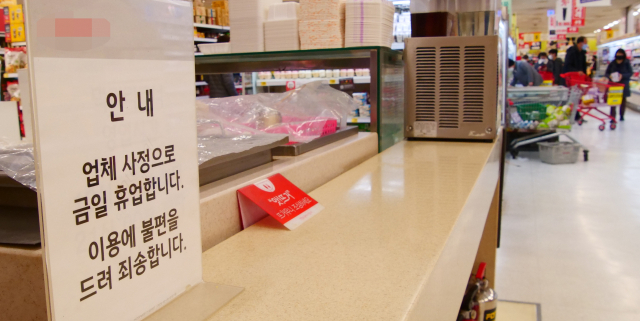 안 내
업체 사정으로
금일 휴업합니다.
이용에 불편을
드려 죄송합니다.